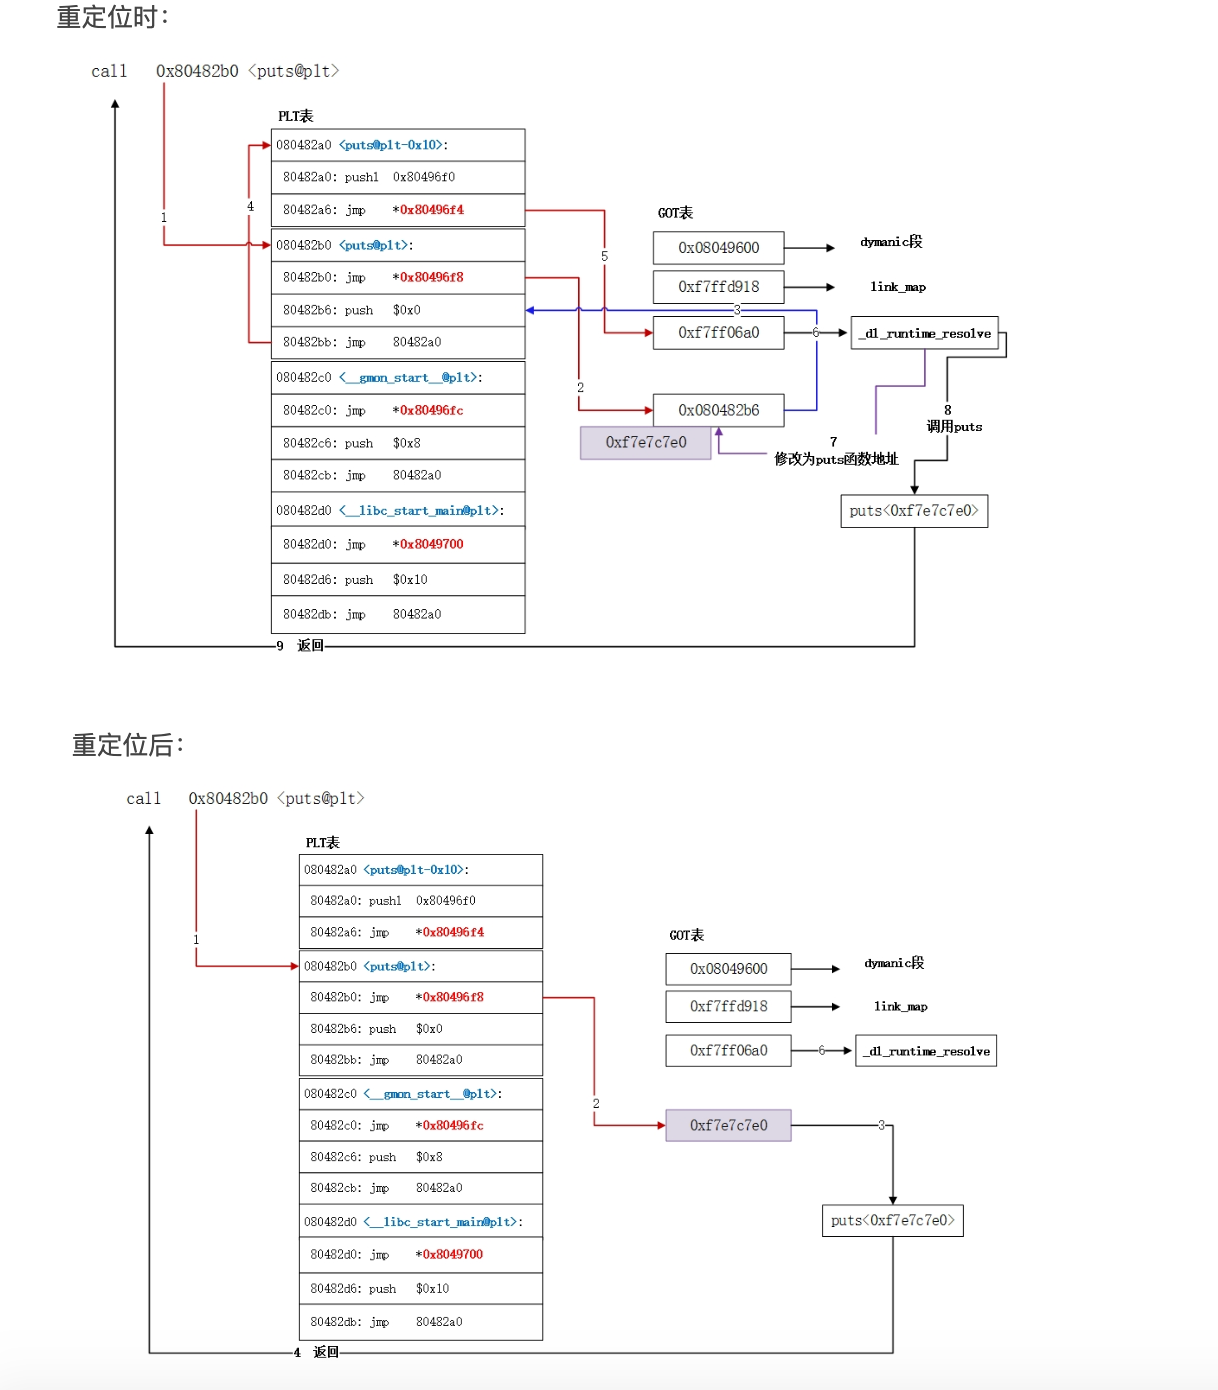 重定位时：
call 0x80482b0 <puts@plt>
PLT表
080482a0 <puts@plt-0x10>:
80482a0: pushl 0x80496f0
80482a6: jmp *0x80496f4
080482b0 <puts@plt>:
80482b0: jmp *0x80496f8
80482b6: push $0x0
80482bb: jmp 80482a0
080482c0 <__gmon_start__@plt>:
80482c0: jmp *0x80496fc
80482c6: push $0x8
80482cb: jmp 80482a0
080482d0 <__libc_start_main@plt>:
80482d0: jmp *0x8049700
80482d6: push $0x10
80482db: jmp 80482a0
1
4
5
2
3
6
GOT表
0x08049600
dymanic段
0xf7ffd918
link_map
0xf7ff06a0
_dl_runtime_resolve
0x080482b6
0xf7e7c7e0
7
修改为puts函数地址
8
调用puts
puts<0xf7e7c7e0>
9 返回
重定位后：
call 0x80482b0 <puts@plt>
PLT表
080482a0 <puts@plt-0x10>:
80482a0: pushl 0x80496f0
80482a6: jmp *0x80496f4
080482b0 <puts@plt>:
80482b0: jmp *0x80496f8
80482b6: push $0x0
80482bb: jmp 80482a0
080482c0 <__gmon_start__@plt>:
80482c0: jmp *0x80496fc
80482c6: push $0x8
80482cb: jmp 80482a0
080482d0 <__libc_start_main@plt>:
80482d0: jmp *0x8049700
80482d6: push $0x10
80482db: jmp 80482a0
1
2
GOT表
0x08049600
dymanic段
0xf7ffd918
link_map
0xf7ff06a0
6
_dl_runtime_resolve
0xf7e7c7e0
3
puts<0xf7e7c7e0>
4 返回